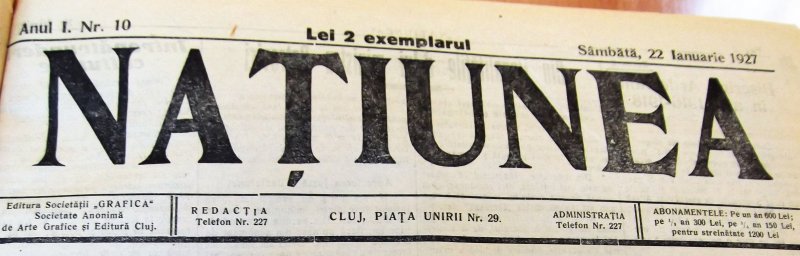 Anul I. Nr. 10
Lei 2 exemplarul
Sâmbătă, 22 Ianuarie 1927
NAȚIUNEA
Editura Societății „GRAFICA“
Societate Anonimă
de Arte Grafice și Editură Cluj.
REDACȚIA
Telefon Nr. 227
CLUJ, PIAȚA UNIRII Nr. 29.
ADMINISTRAȚIA
Telefon Nr. 227
ABONAMENTELE: Pe un an 600 Lei;
pe ½ an 300 Lei, pe ¼ an 150 Lei,
pentru streinătate 1200 Lei